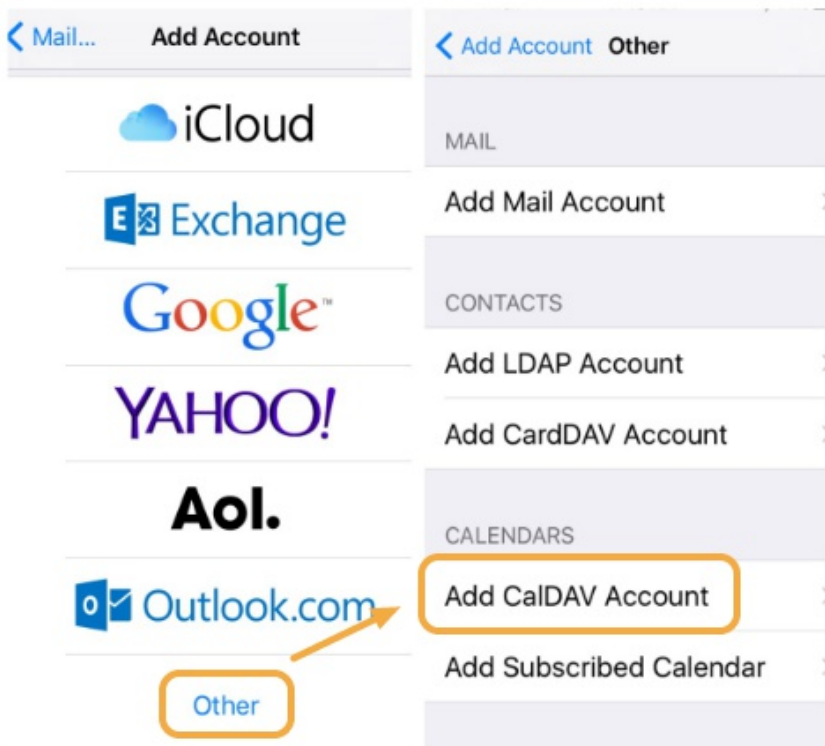 Mail...
Add Account
iCloud
Exchange
Google™
YAHOO!
Aol.
Outlook.com
Other
Add Account
Other
MAIL
Add Mail Account
CONTACTS
Add LDAP Account
Add CardDAV Account
CALENDARS
Add CalDAV Account
Add Subscribed Calendar